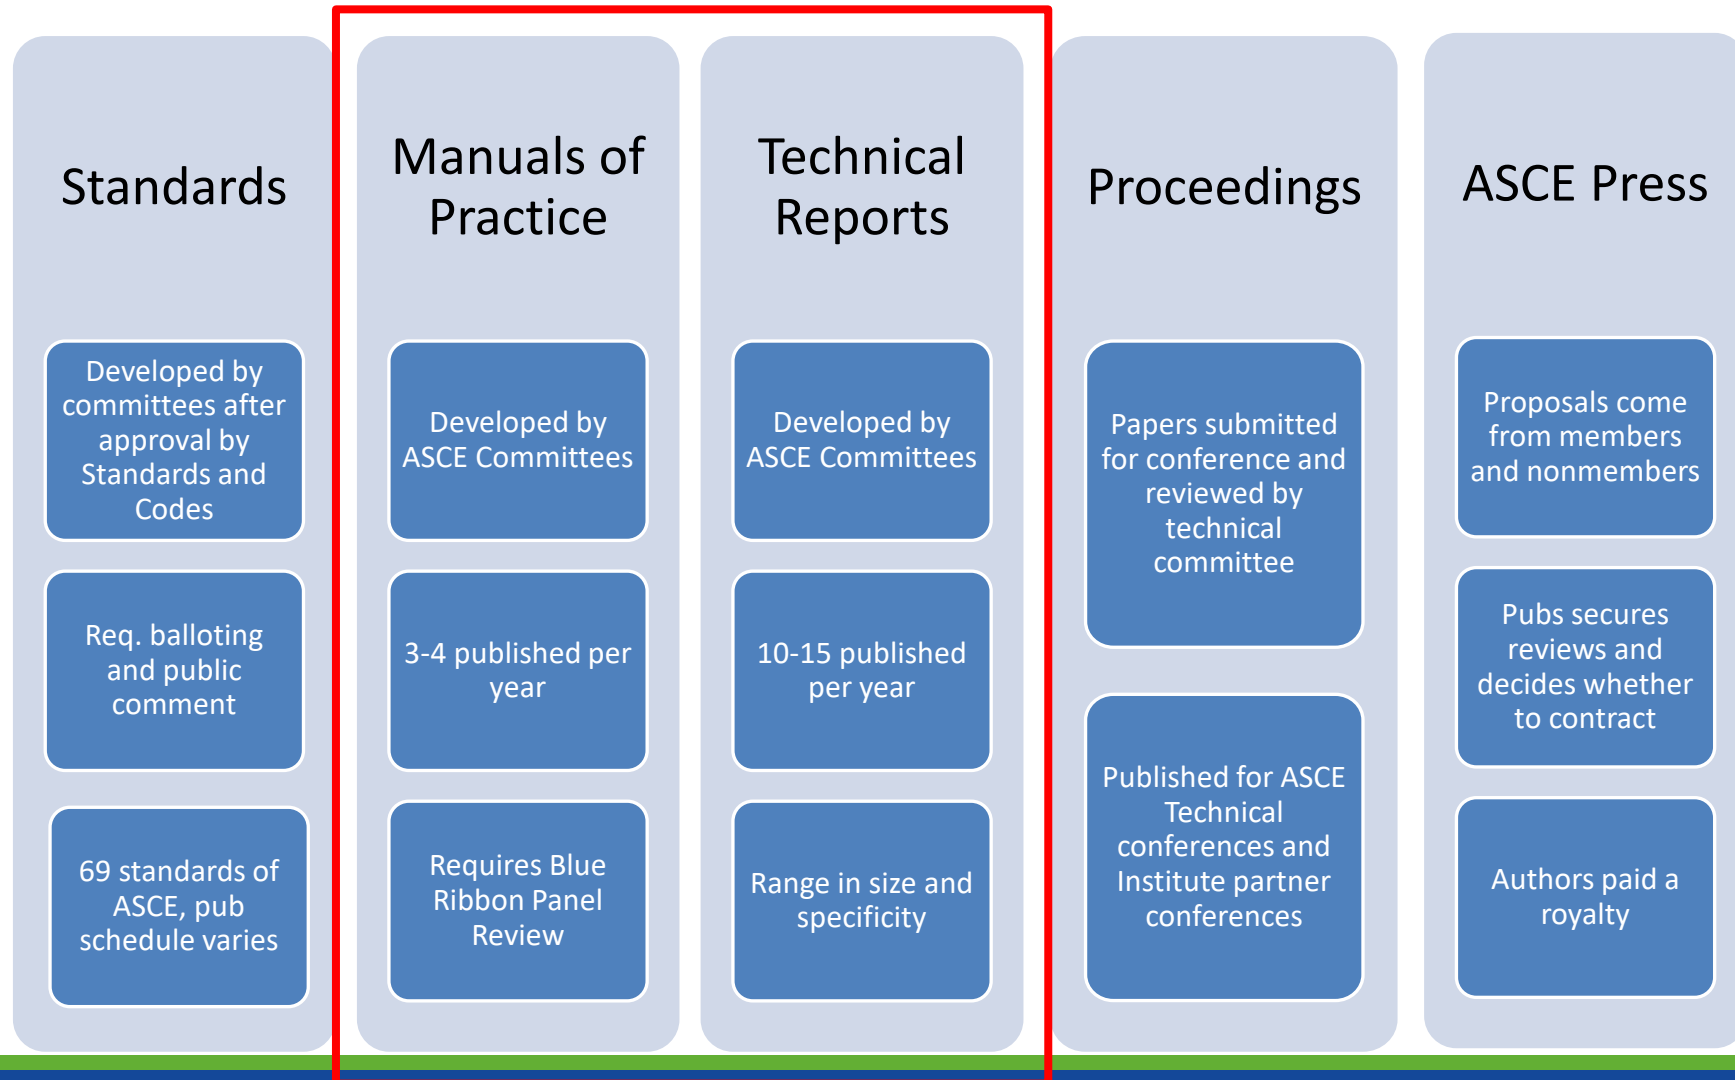 Standards
Developed by
committees after
approval by
Standards and
Codes
Req. balloting
and public
comment
69 standards of
ASCE, pub
schedule varies
Manuals of
Practice
Developed by
ASCE Committees
3-4 published per
year
Requires Blue
Ribbon Panel
Review
Technical
Reports
Developed by
ASCE Committees
10-15 published
per year
Range in size and
specificity
Proceedings
Papers submitted
for conference and
reviewed by
technical
committee
Published for ASCE
Technical
conferences and
Institute partner
conferences
ASCE Press
Proposals come
from members
and nonmembers
Pubs secures
reviews and
decides whether
to contract
Authors paid a
royalty